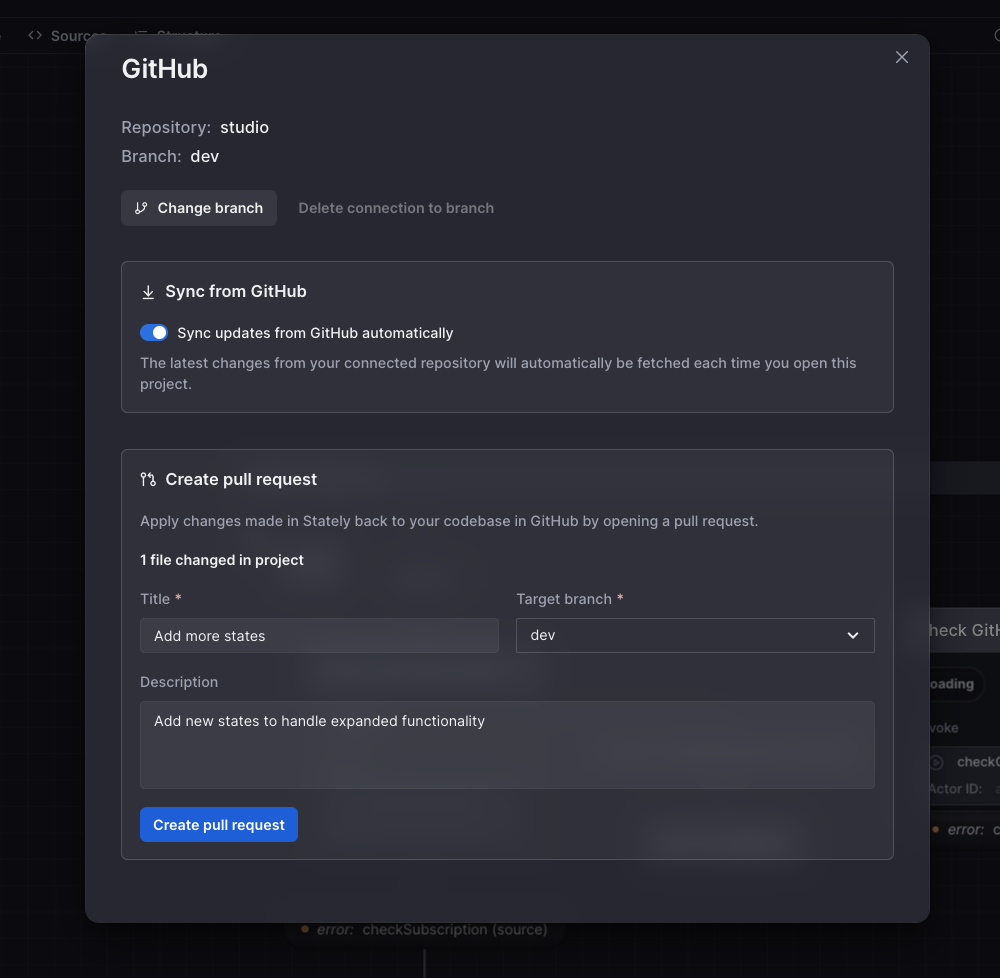 Sources
Structure
GitHub
Repository: studio
Branch: dev
Change branch
Delete connection to branch
Sync from GitHub
Sync updates from GitHub automatically
The latest changes from your connected repository will automatically be fetched each time you open this
project.
Create pull request
Apply changes made in Stately back to your codebase in GitHub by opening a pull request.
1 file changed in project
Title *
Target branch *
Add more states
dev
Description
Add new states to handle expanded functionality
Create pull request
heck GitH
oading
voke
check
Actor ID:
error:
error: checkSubscription (source)